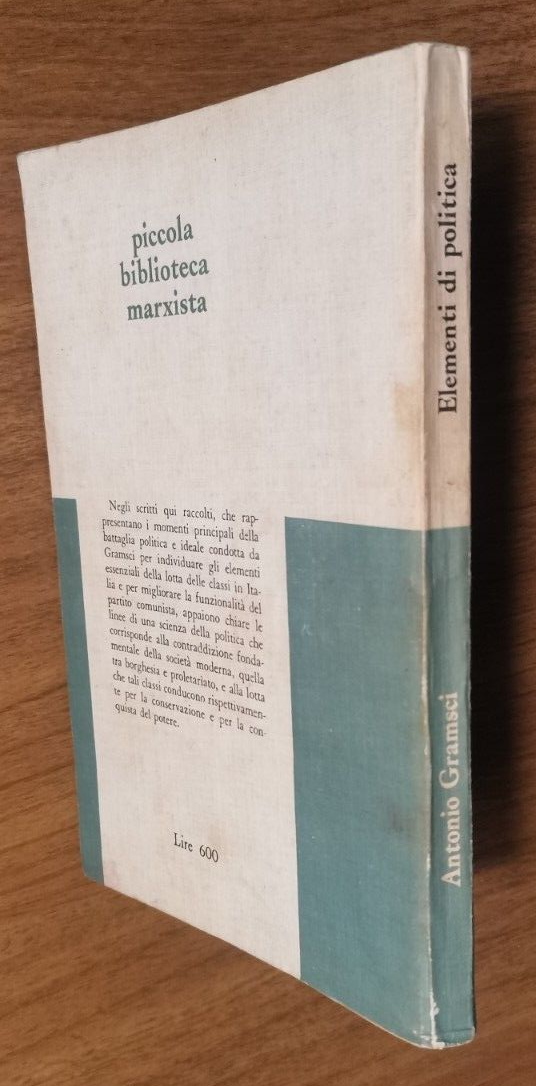 piccola
biblioteca
marxista
Negli scritti qui raccolti, che rap-
presentano i momenti principali della
battaglia politica e ideale condotta da
Gramsci per individuare gli elementi
essenziali della lotta delle classi in Ita-
lia e per migliorare la funzionalità del
partito comunista, appaiono chiare le
linee di una scienza della politica che
corrisponde alla contraddizione fonda-
mentale della società moderna, quella
tra borghesia e proletariato, e alla lotta
che tali classi conducono rispettivamen-
te per la conservazione e per la con-
quista del potere.
Lire 600
Antonio Gramsci
Elementi di politica